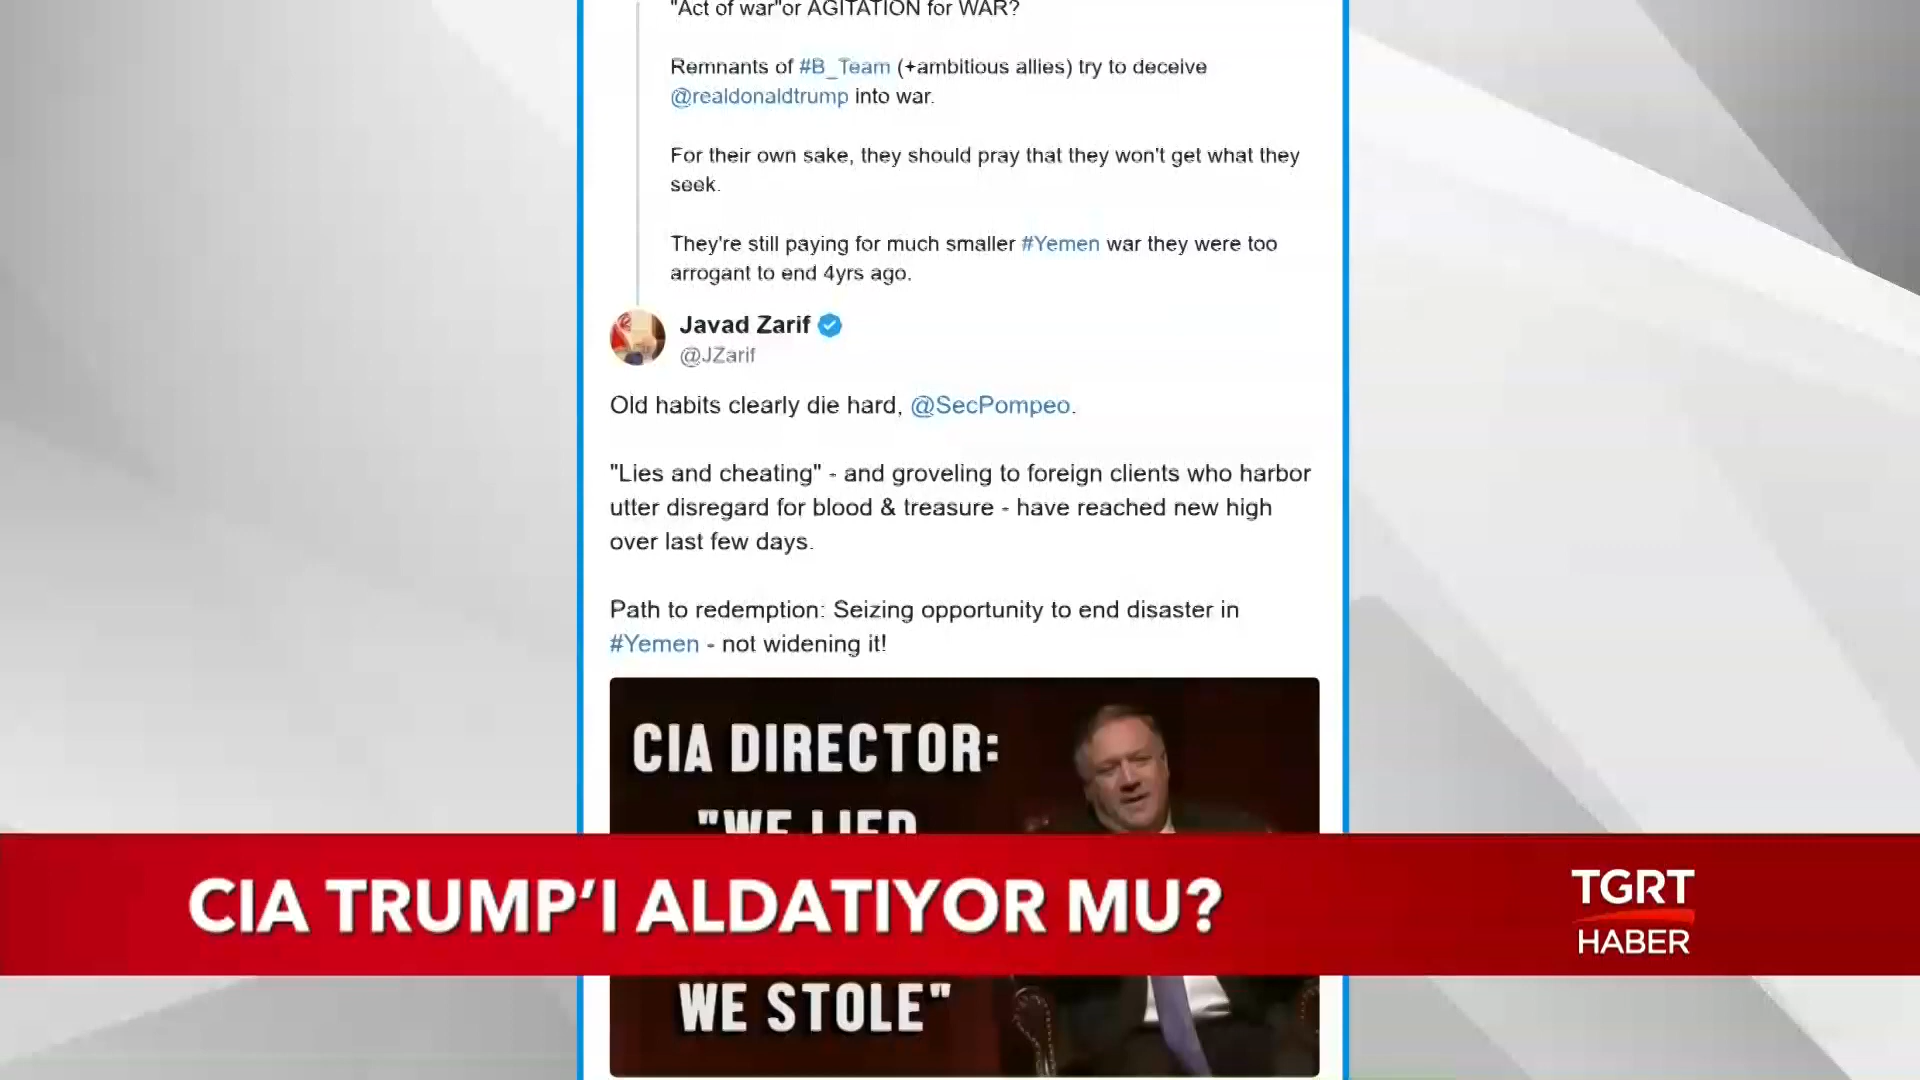 "Act of war"or AGITATION for WAR?
Remnants of #B_Team (+ambitious allies) try to deceive
@realdonaldtrump into war.
For their own sake, they should pray that they won't get what they
seek.
They're still paying for much smaller #Yemen war they were too
arrogant to end 4yrs ago.
Javad Zarif
@JZarif
Old habits clearly die hard, @SecPompeo.
"Lies and cheating" - and groveling to foreign clients who harbor
utter disregard for blood & treasure - have reached new high
over last few days.
Path to redemption: Seizing opportunity to end disaster in
#Yemen - not widening it!
CIA DIRECTOR:
"WE LIED
CIA TRUMP'I ALDATIYOR MU?
TGRT
HABER
WE STOLE"